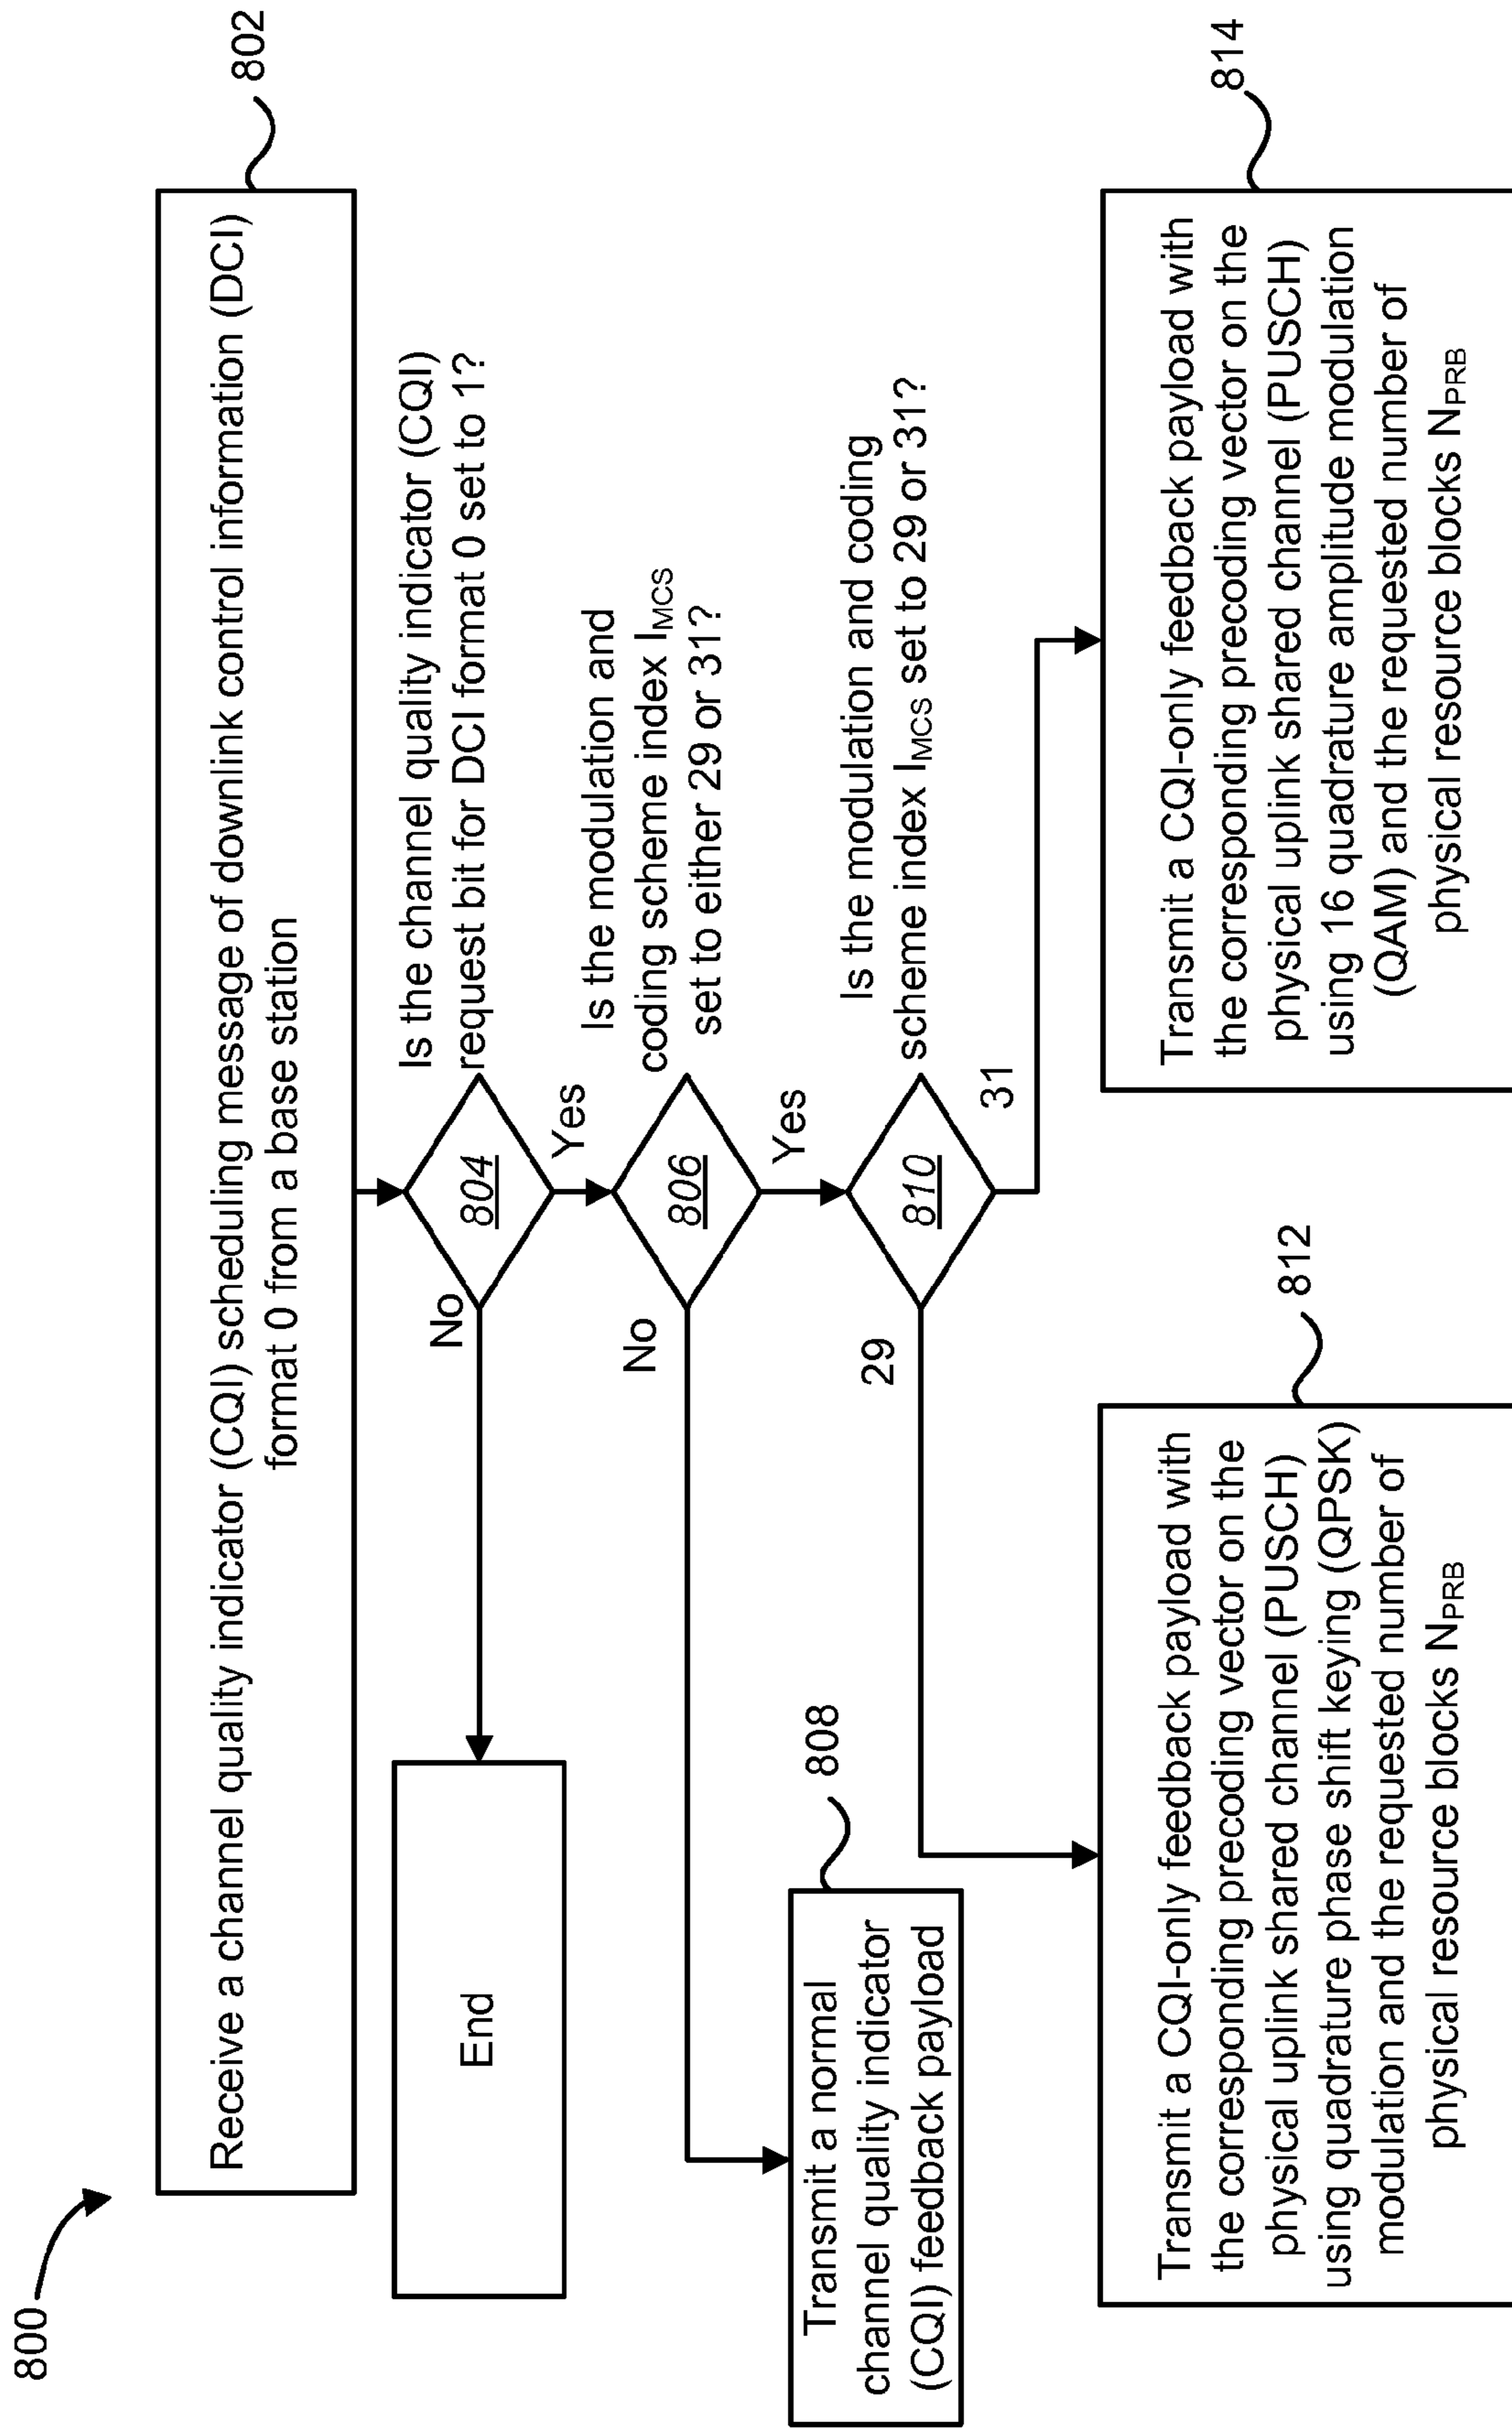 800
802
Receive a channel quality indicator (CQI) scheduling message of downlink control information (DCI)
format 0 from a base station
Is the channel quality indicator (CQI)
request bit for DCI format 0 set to 1?
804
No
Yes
End
Is the modulation and
coding scheme index IMCS
set to either 29 or 31?
806
No
Yes
808
Transmit a normal
channel quality indicator
(CQI) feedback payload
Is the modulation and coding
scheme index IMCS set to 29 or 31?
810
29
31
812
Transmit a CQI-only feedback payload with
the corresponding precoding vector on the
physical uplink shared channel (PUSCH)
using quadrature phase shift keying (QPSK)
modulation and the requested number of
physical resource blocks NPRB
814
Transmit a CQI-only feedback payload with
the corresponding precoding vector on the
physical uplink shared channel (PUSCH)
using 16 quadrature amplitude modulation
(QAM) and the requested number of
physical resource blocks NPRB